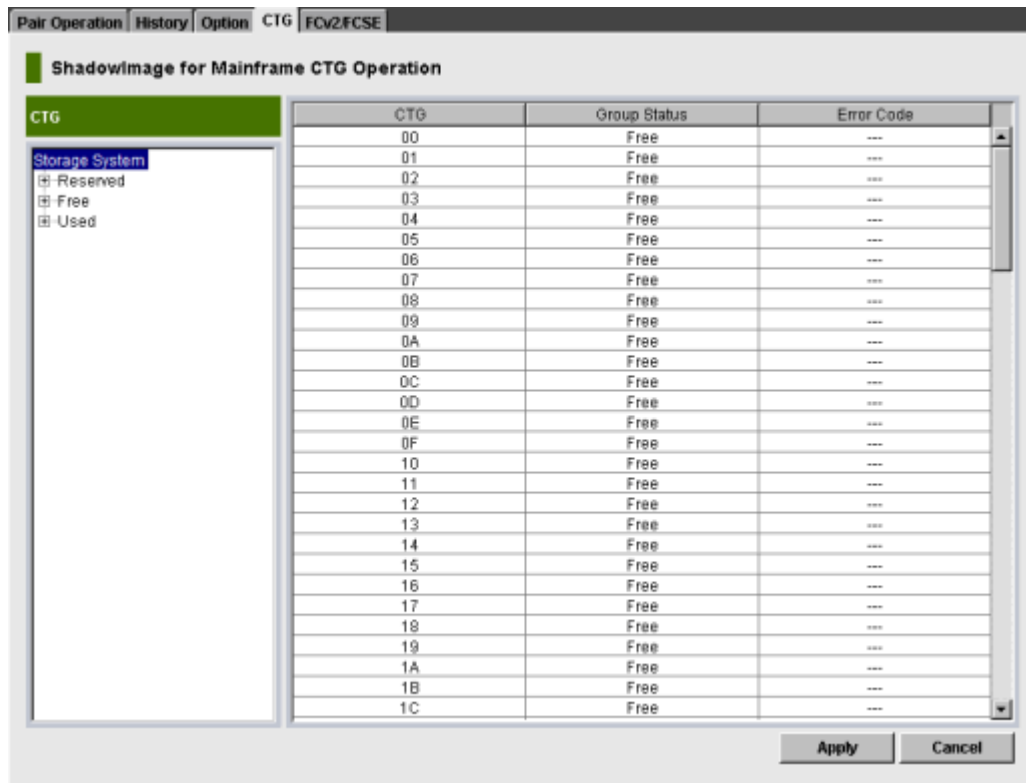 Pair Operation History Option CTG FCv2/FCSE
ShadowImage for Mainframe CTG Operation
CTG
Storage System
Reserved
Free
Used
CTG Group Status Error Code
00 Free ---
01 Free ---
02 Free ---
03 Free ---
04 Free ---
05 Free ---
06 Free ---
07 Free ---
08 Free ---
09 Free ---
0A Free ---
0B Free ---
0C Free ---
0D Free ---
0E Free ---
0F Free ---
10 Free ---
11 Free ---
12 Free ---
13 Free ---
14 Free ---
15 Free ---
16 Free ---
17 Free ---
18 Free ---
19 Free ---
1A Free ---
1B Free ---
1C Free ---
Apply Cancel